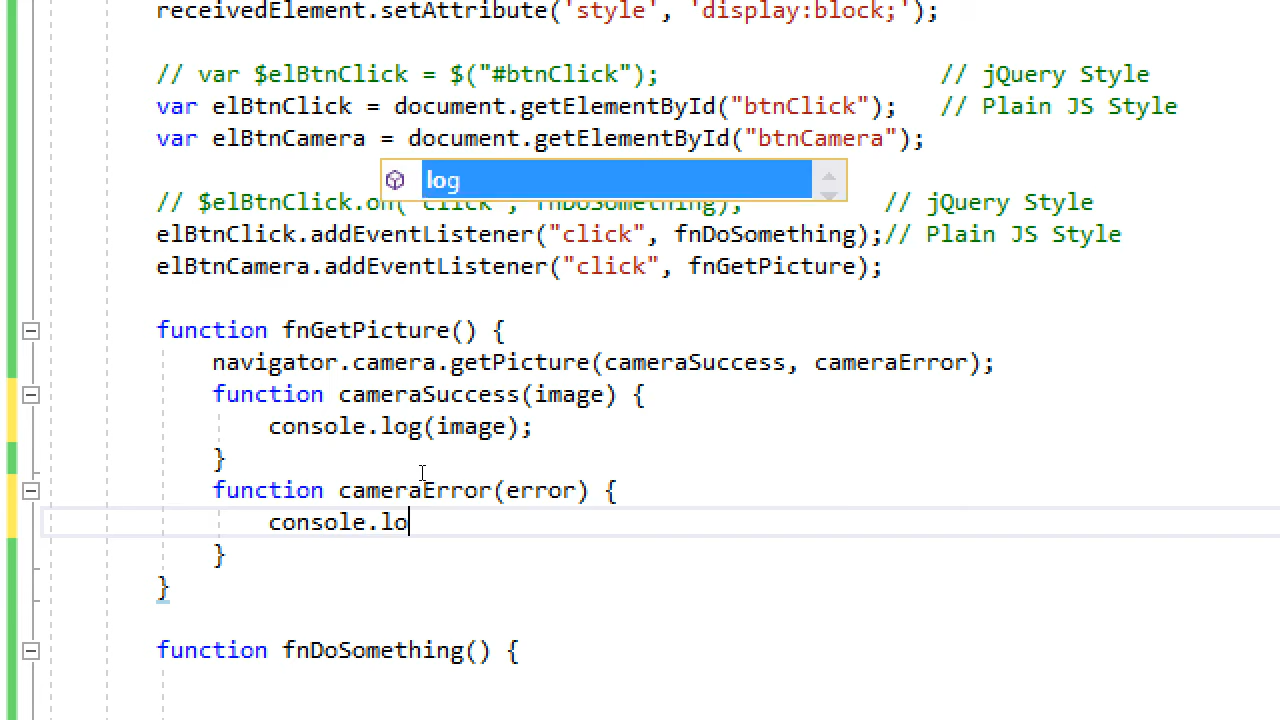 receivedElement.setAttribute('style', 'display:block;');
// var $elBtnClick = $("#btnClick"); // jQuery Style
var elBtnClick = document.getElementById("btnClick"); // Plain JS Style
var elBtnCamera = document.getElementById("btnCamera");
log
// $elBtnClick.on("click", fnDoSomething); // jQuery Style
elBtnClick.addEventListener("click", fnDoSomething);// Plain JS Style
elBtnCamera.addEventListener("click", fnGetPicture);
function fnGetPicture() {
navigator.camera.getPicture(cameraSuccess, cameraError);
function cameraSuccess(image) {
console.log(image);
}
function cameraError(error) {
console.lo
}
}
function fnDoSomething() {